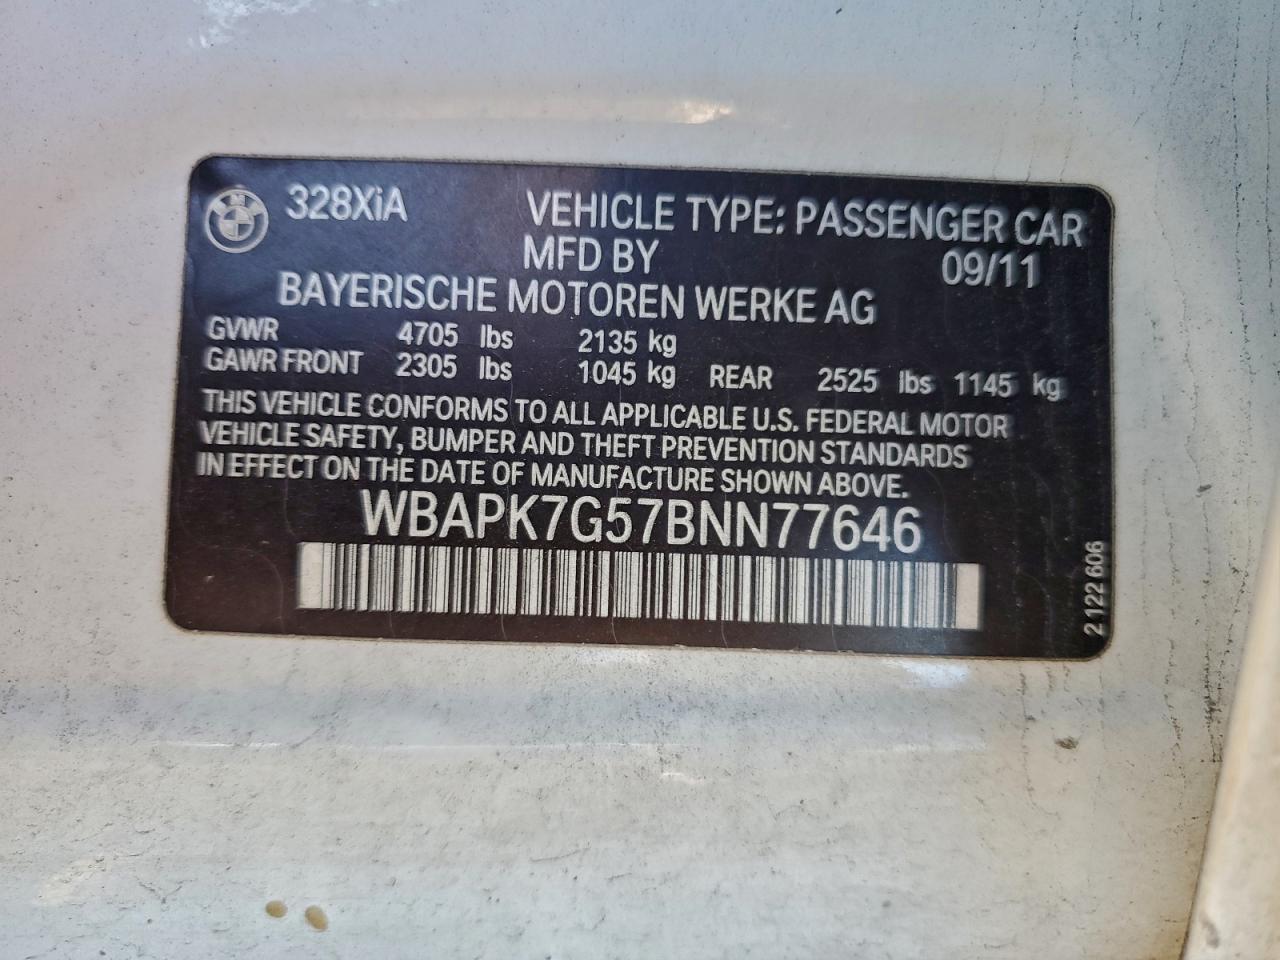 328XiA VEHICLE TYPE: PASSENGER CAR
MFD BY 09/11
BAYERISCHE MOTOREN WERKE AG
GVWR 4705 lbs 2135 kg
GAWR FRONT 2305 lbs 1045 kg REAR 2525 lbs 1145 kg
THIS VEHICLE CONFORMS TO ALL APPLICABLE U.S. FEDERAL MOTOR
VEHICLE SAFETY, BUMPER AND THEFT PREVENTION STANDARDS
IN EFFECT ON THE DATE OF MANUFACTURE SHOWN ABOVE.
WBAPK7G57BNN77646
2 122 606